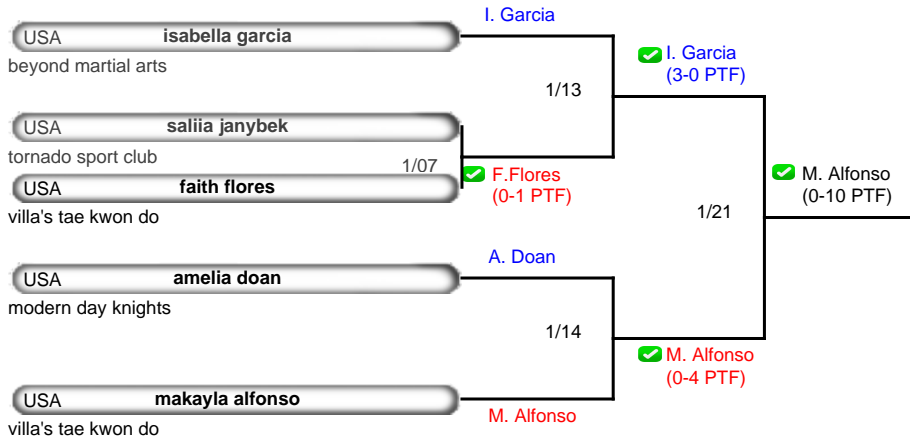 I. Garcia
USA isabella garcia
beyond martial arts
I. Garcia
(3-0 PTF)
1/13
USA saliia janybek
tornado sport club
1/07
F.Flores
(0-1 PTF)
USA faith flores
villa's tae kwon do
M. Alfonso
(0-10 PTF)
1/21
A. Doan
USA amelia doan
modern day knights
1/14
M. Alfonso
(0-4 PTF)
USA makayla alfonso
M. Alfonso
villa's tae kwon do